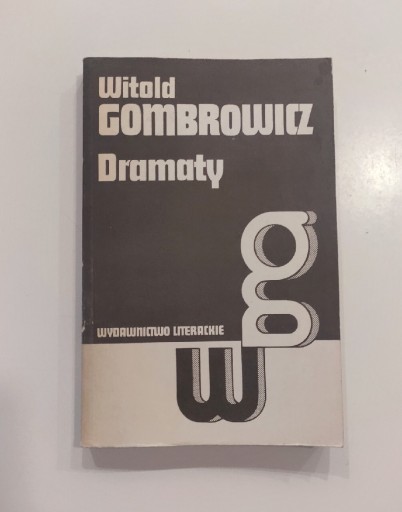 Witold
GOMBROWICZ
Dramaty
g
WYDAWNICTWO LITERACKIE
w